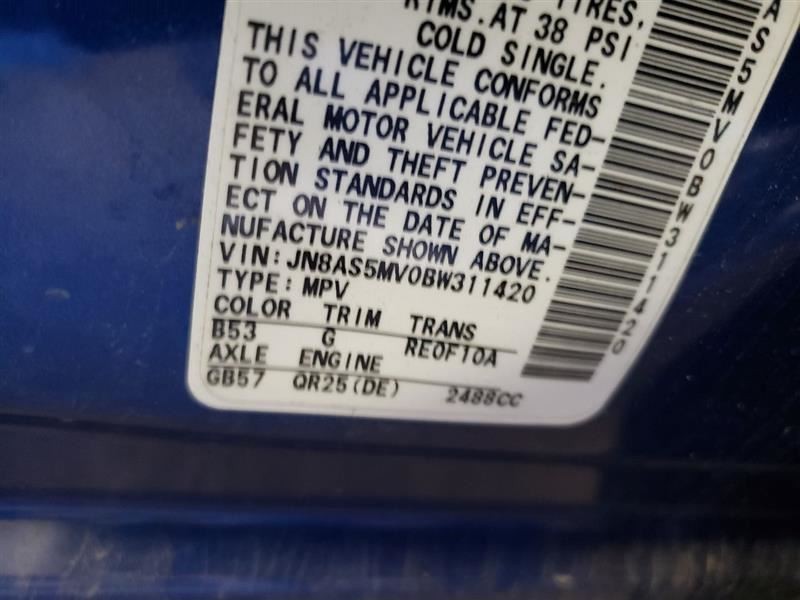 TIRES,
RIMS.AT 38 PSI
COLD SINGLE.
THIS VEHICLE CONFORMS
TO ALL APPLICABLE FED-
ERAL MOTOR VEHICLE SA-
FETY AND THEFT PREVEN-
TION STANDARDS IN EFF-
ECT ON THE DATE OF MA-
NUFACTURE SHOWN ABOVE.
VIN:JN8AS5MV0BW311420
TYPE:MPV
COLOR TRIM TRANS
B53 G RE0F10A
AXLE ENGINE
GB57 QR25(DE) 2488CC
AS5MV0BW311420